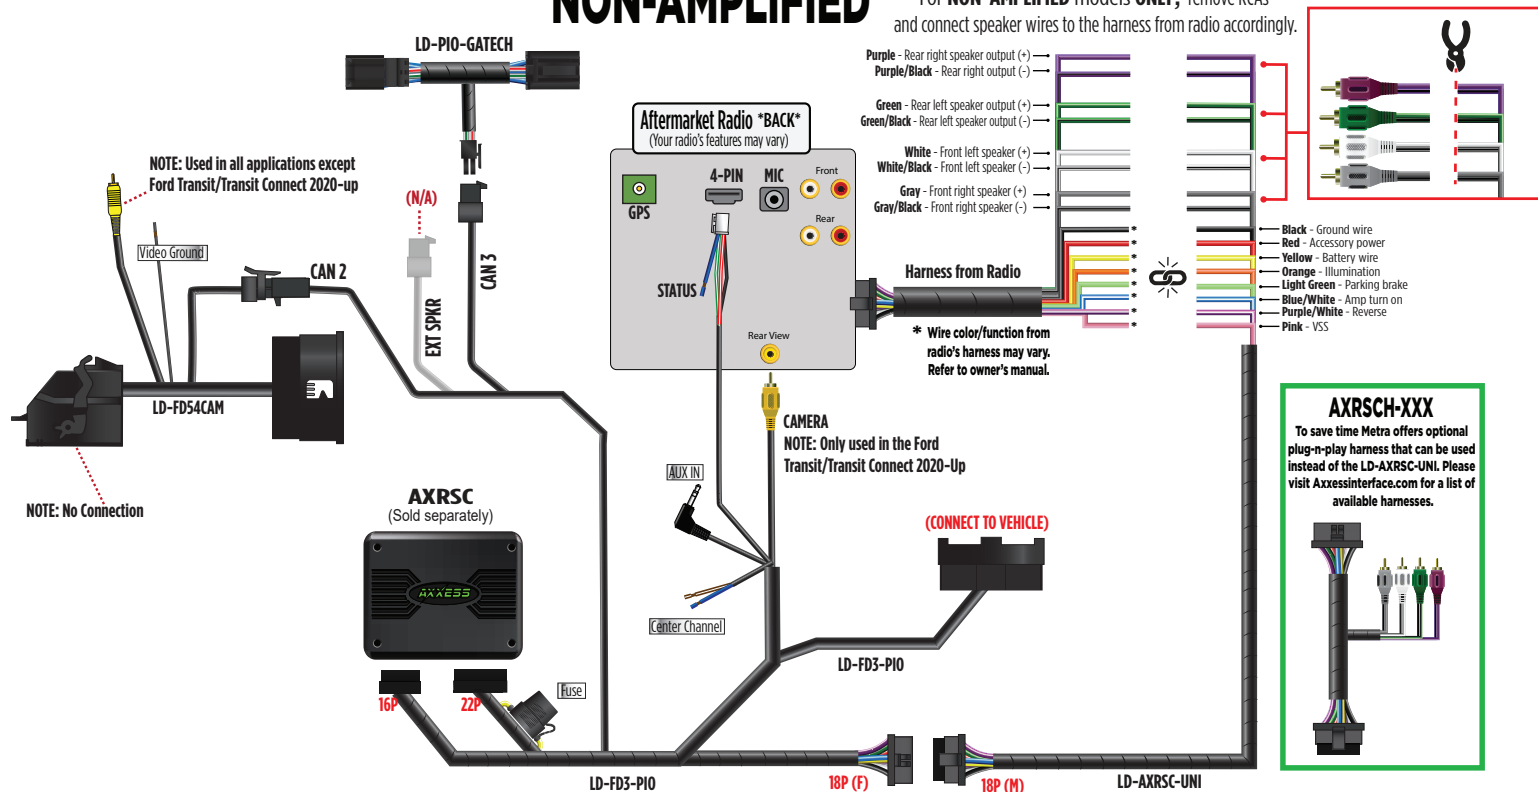 NON-AMPLIFIED
For NON-AMPLIFIED models ONLY, remove RCAs
and connect speaker wires to the harness from radio accordingly.
LD-PIO-GATECH
NOTE: Used in all applications except
Ford Transit/Transit Connect 2020-up
Video Ground
(N/A)
CAN 2
CAN 3
EXT SPKR
LD-FD54CAM
NOTE: No Connection
Aftermarket Radio *BACK*
(Your radio's features may vary)
GPS
4-PIN
MIC
Front
Rear
STATUS
Rear View
Purple - Rear right speaker output (+)
Purple/Black - Rear right output (-)
Green - Rear left speaker output (+)
Green/Black - Rear left speaker output (-)
White - Front left speaker (+)
White/Black - Front left speaker (-)
Gray - Front right speaker (+)
Gray/Black - Front right speaker (-)
Harness from Radio
*
*
*
*
*
*
*
*
* Wire color/function from
radio's harness may vary.
Refer to owner's manual.
Black - Ground wire
Red - Accessory power
Yellow - Battery wire
Orange - Illumination
Light Green - Parking brake
Blue/White - Amp turn on
Purple/White - Reverse
Pink - VSS
CAMERA
NOTE: Only used in the Ford
Transit/Transit Connect 2020-Up
AUX IN
Center Channel
AXRSC
(Sold separately)
AXXESS
16P
22P
Fuse
(CONNECT TO VEHICLE)
LD-FD3-PIO
LD-FD3-PIO
18P (F)
18P (M)
LD-AXRSC-UNI
AXRSCH-XXX
To save time Metra offers optional
plug-n-play harness that can be used
instead of the LD-AXRSC-UNI. Please
visit Axxessinterface.com for a list of
available harnesses.